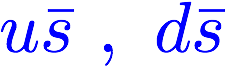 us̅ , ds̅